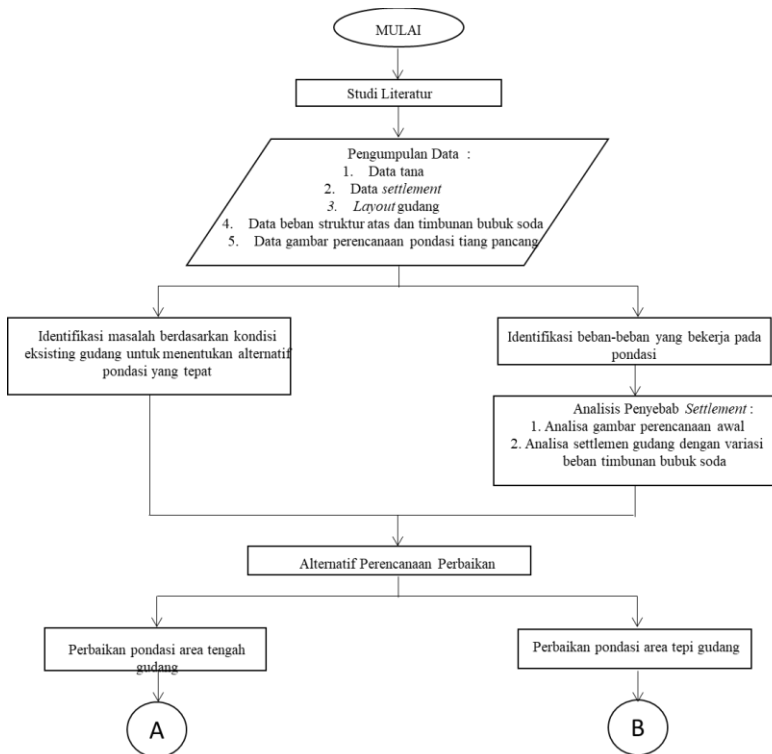 MULAI
Studi Literatur
Pengumpulan Data :
1. Data tana
2. Data settlement
3. Layout gudang
4. Data beban struktur atas dan timbunan bubuk soda
5. Data gambar perencanaan pondasi tiang pancang
Identifikasi masalah berdasarkan kondisi
eksisting gudang untuk menentukan alternatif
pondasi yang tepat
Identifikasi beban-beban yang bekerja pada
pondasi
Analisis Penyebab Settlement :
1. Analisa gambar perencanaan awal
2. Analisa settlemen gudang dengan variasi
beban timbunan bubuk soda
Alternatif Perencanaan Perbaikan
Perbaikan pondasi area tengah
gudang
Perbaikan pondasi area tepi gudang
A
B